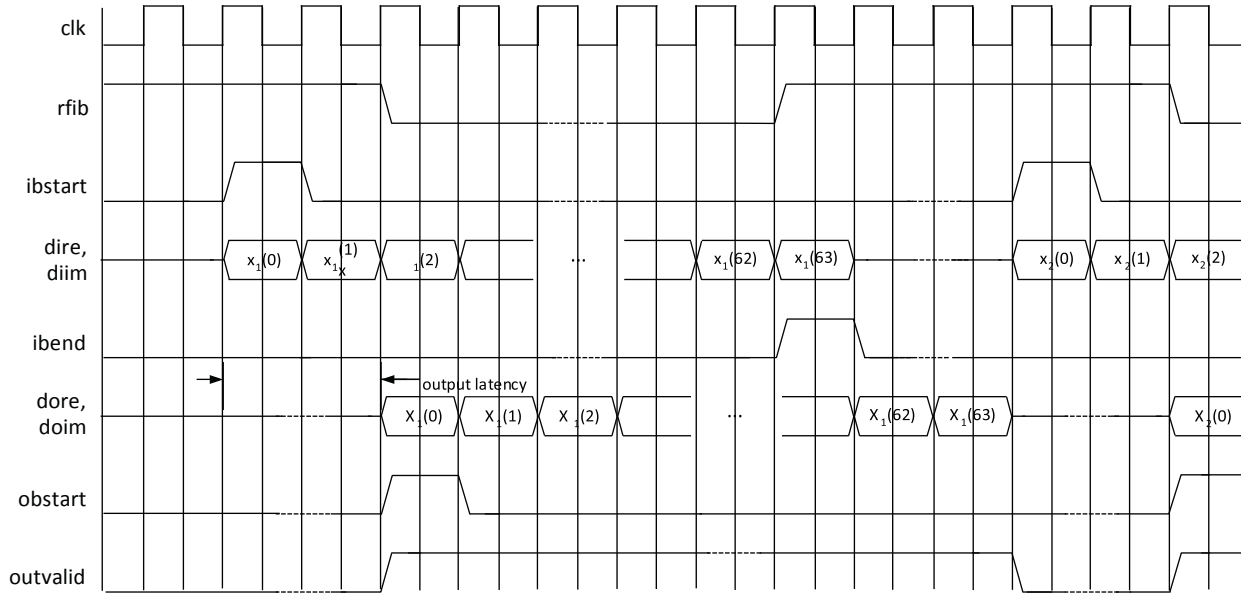 clk
rfib
ibstart
dire,
diim
x₁(0)
x₁(1)
x
₁(2)
...
x₁(62)
x₁(63)
x₂(0)
x₂(1)
x₂(2)
ibend
output latency
dore,
doim
X₁(0)
X₁(1)
X₁(2)
...
X₁(62)
X₁(63)
X₂(0)
obstart
outvalid